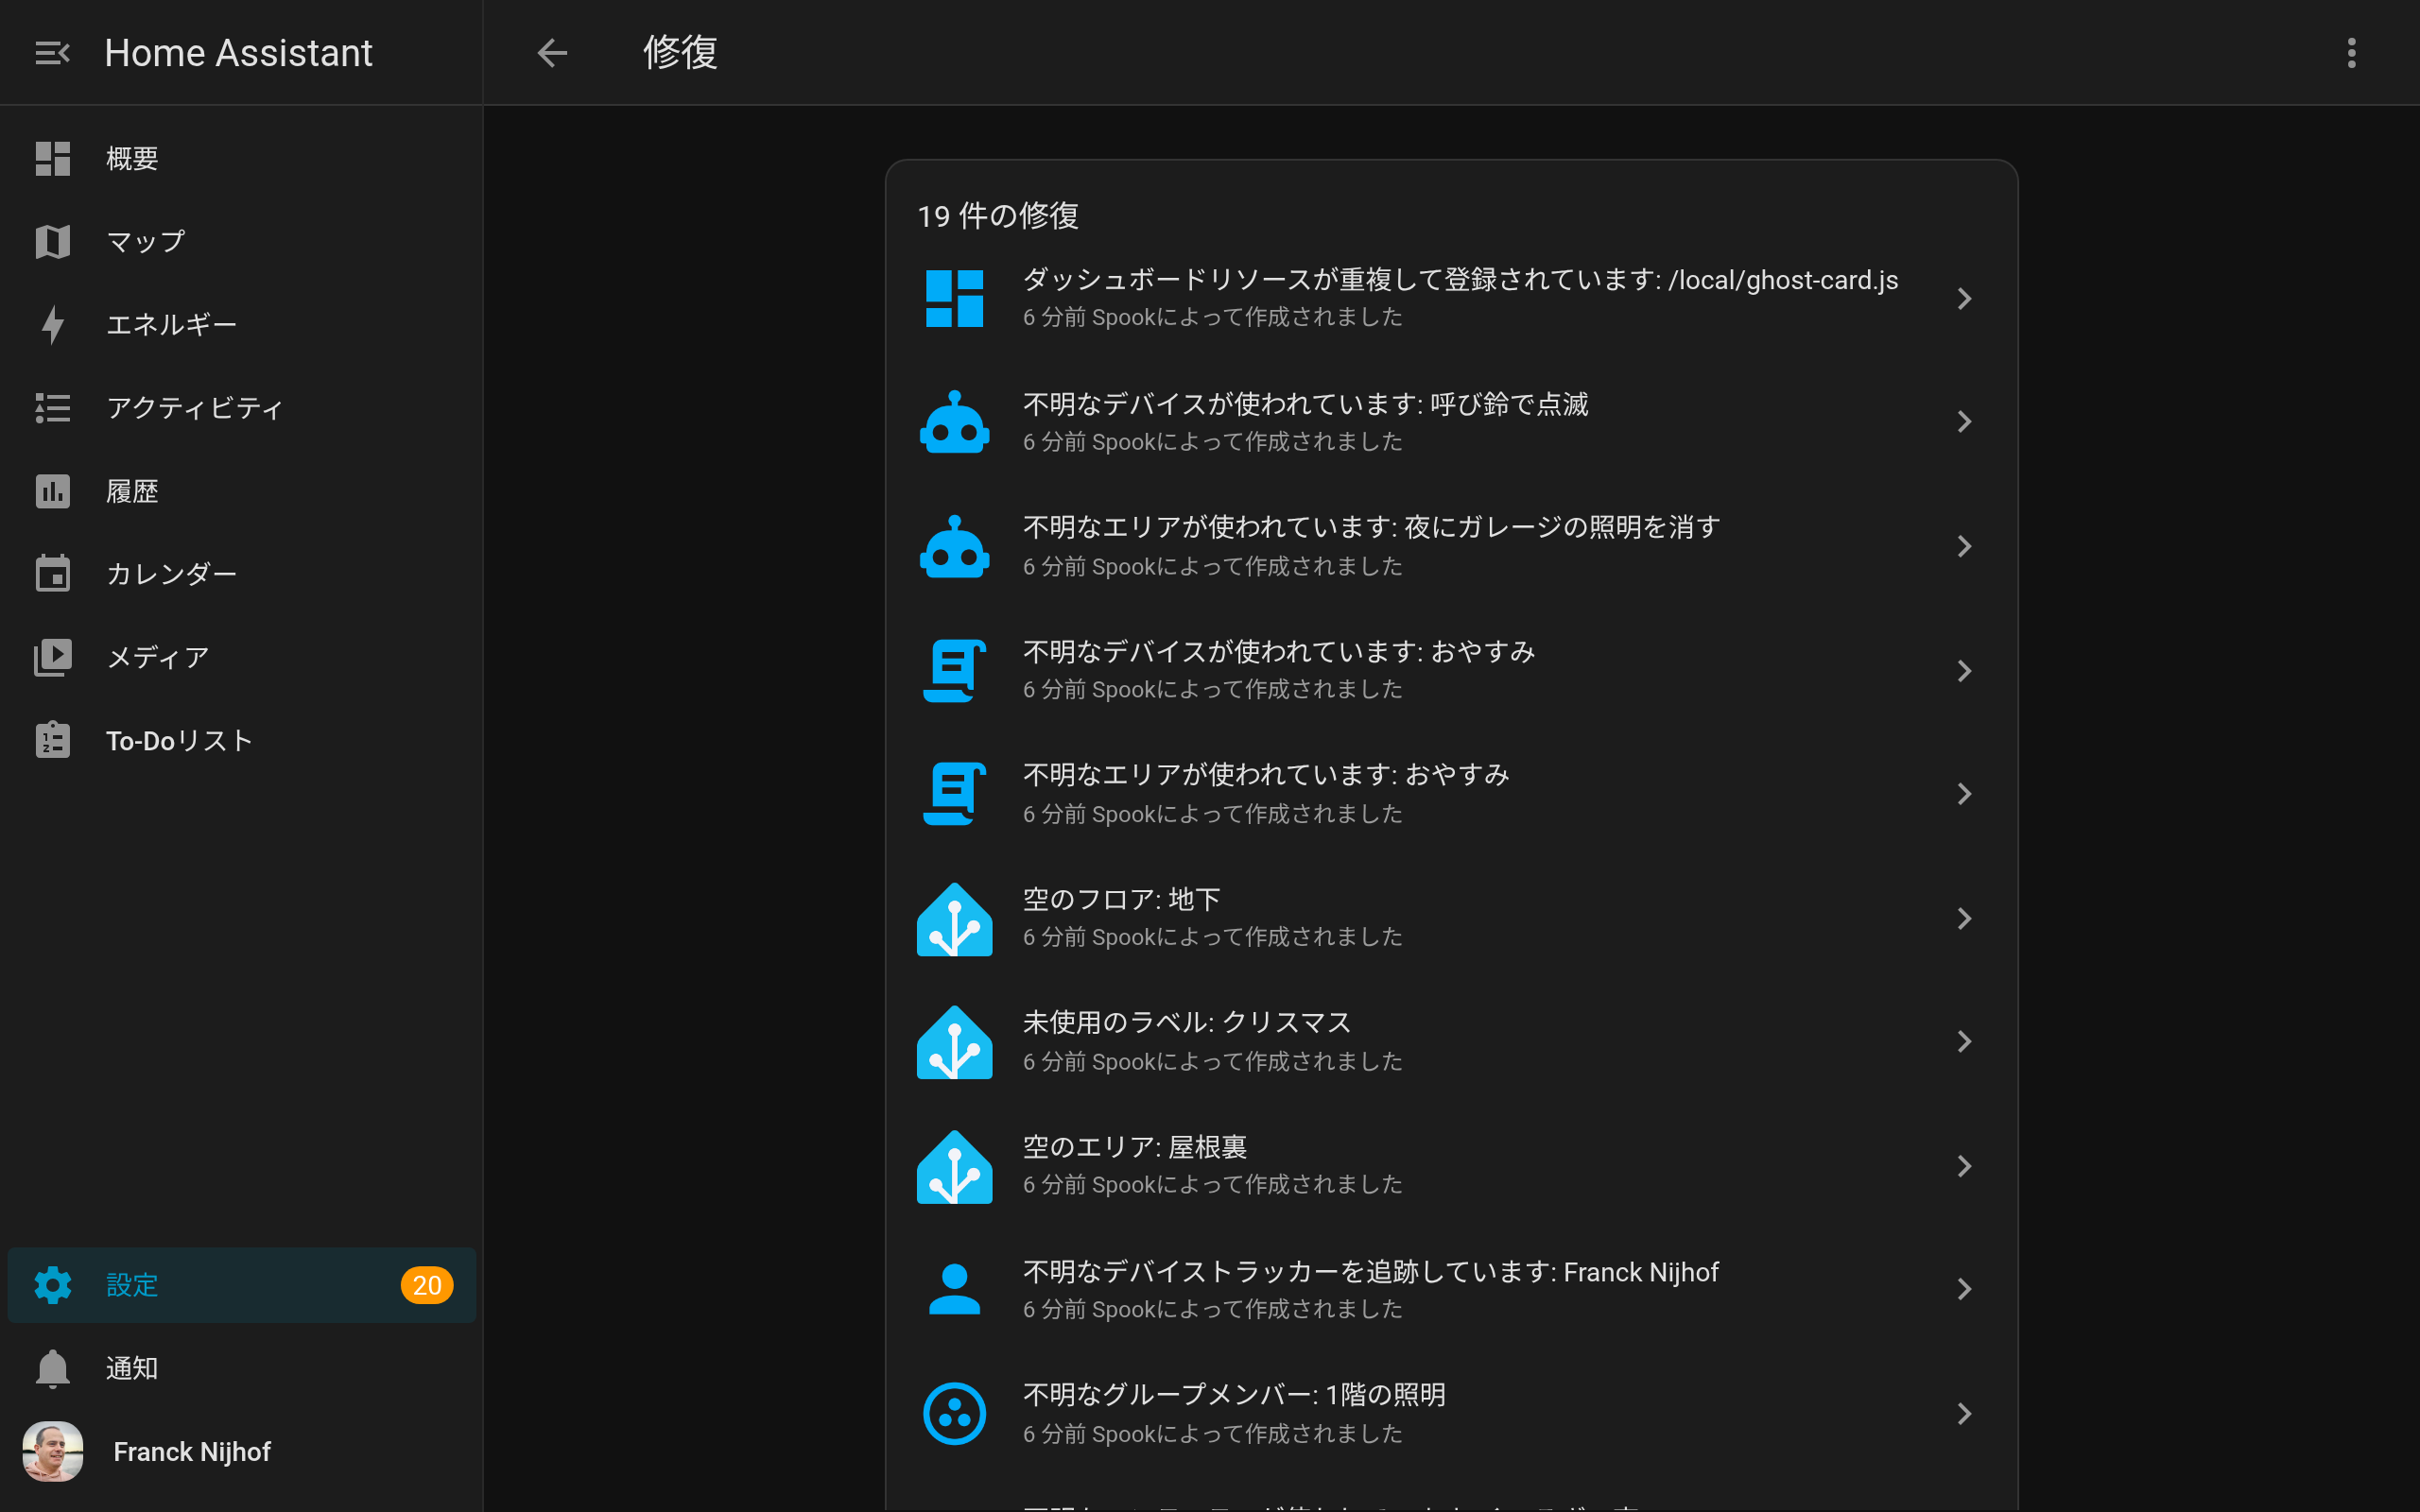 Home Assistant
修復
概要
マップ
エネルギー
アクティビティ
履歴
カレンダー
メディア
To-Doリスト
設定
20
通知
Franck Nijhof
19 件の修復
ダッシュボードリソースが重複して登録されています: /local/ghost-card.js
6 分前 Spookによって作成されました
不明なデバイスが使われています: 呼び鈴で点滅
6 分前 Spookによって作成されました
不明なエリアが使われています: 夜にガレージの照明を消す
6 分前 Spookによって作成されました
不明なデバイスが使われています: おやすみ
6 分前 Spookによって作成されました
不明なエリアが使われています: おやすみ
6 分前 Spookによって作成されました
空のフロア: 地下
6 分前 Spookによって作成されました
未使用のラベル: クリスマス
6 分前 Spookによって作成されました
空のエリア: 屋根裏
6 分前 Spookによって作成されました
不明なデバイストラッカーを追跡しています: Franck Nijhof
6 分前 Spookによって作成されました
不明なグループメンバー: 1階の照明
6 分前 Spookによって作成されました